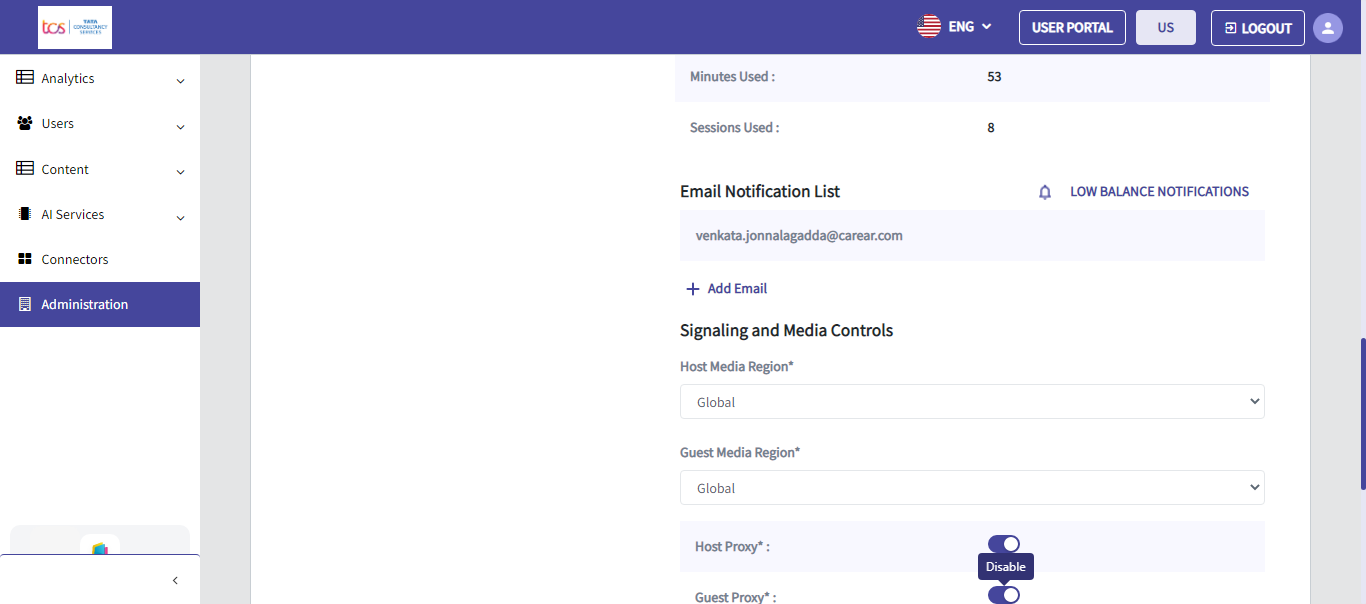 tcs TATA
CONSULTANCY
SERVICES
ENG
USER PORTAL
US
LOGOUT
Analytics
Users
Content
AI Services
Connectors
Administration
Minutes Used :
53
Sessions Used :
8
Email Notification List
LOW BALANCE NOTIFICATIONS
venkata.jonnalagadda@carear.com
Add Email
Signaling and Media Controls
Host Media Region*
Global
Guest Media Region*
Global
Host Proxy* :
Disable
Guest Proxy* :